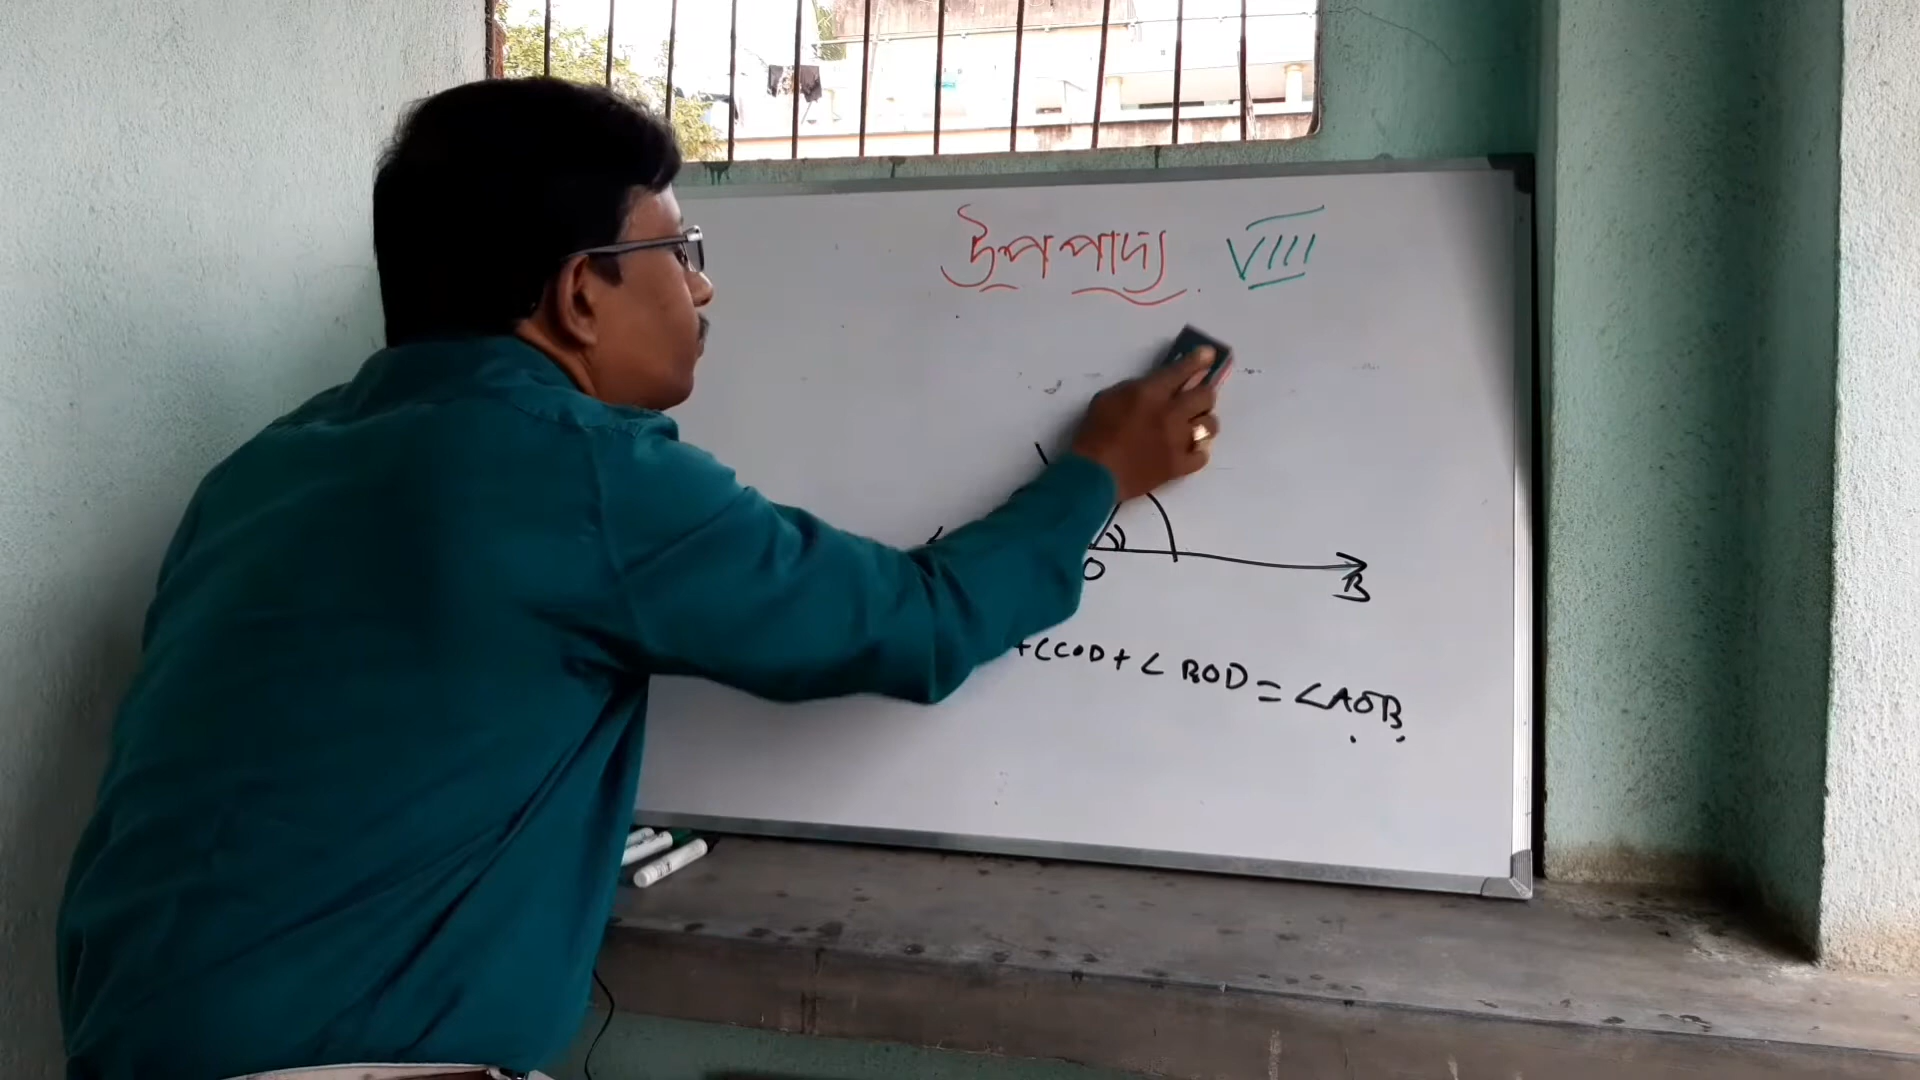 উপপাদ্য VIII
O
B
+∠COD + ∠BOD = ∠AOB